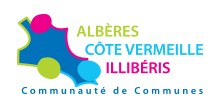 ALBÈRES
CÔTE VERMEILLE
ILLIBÉRIS
Communauté de Communes